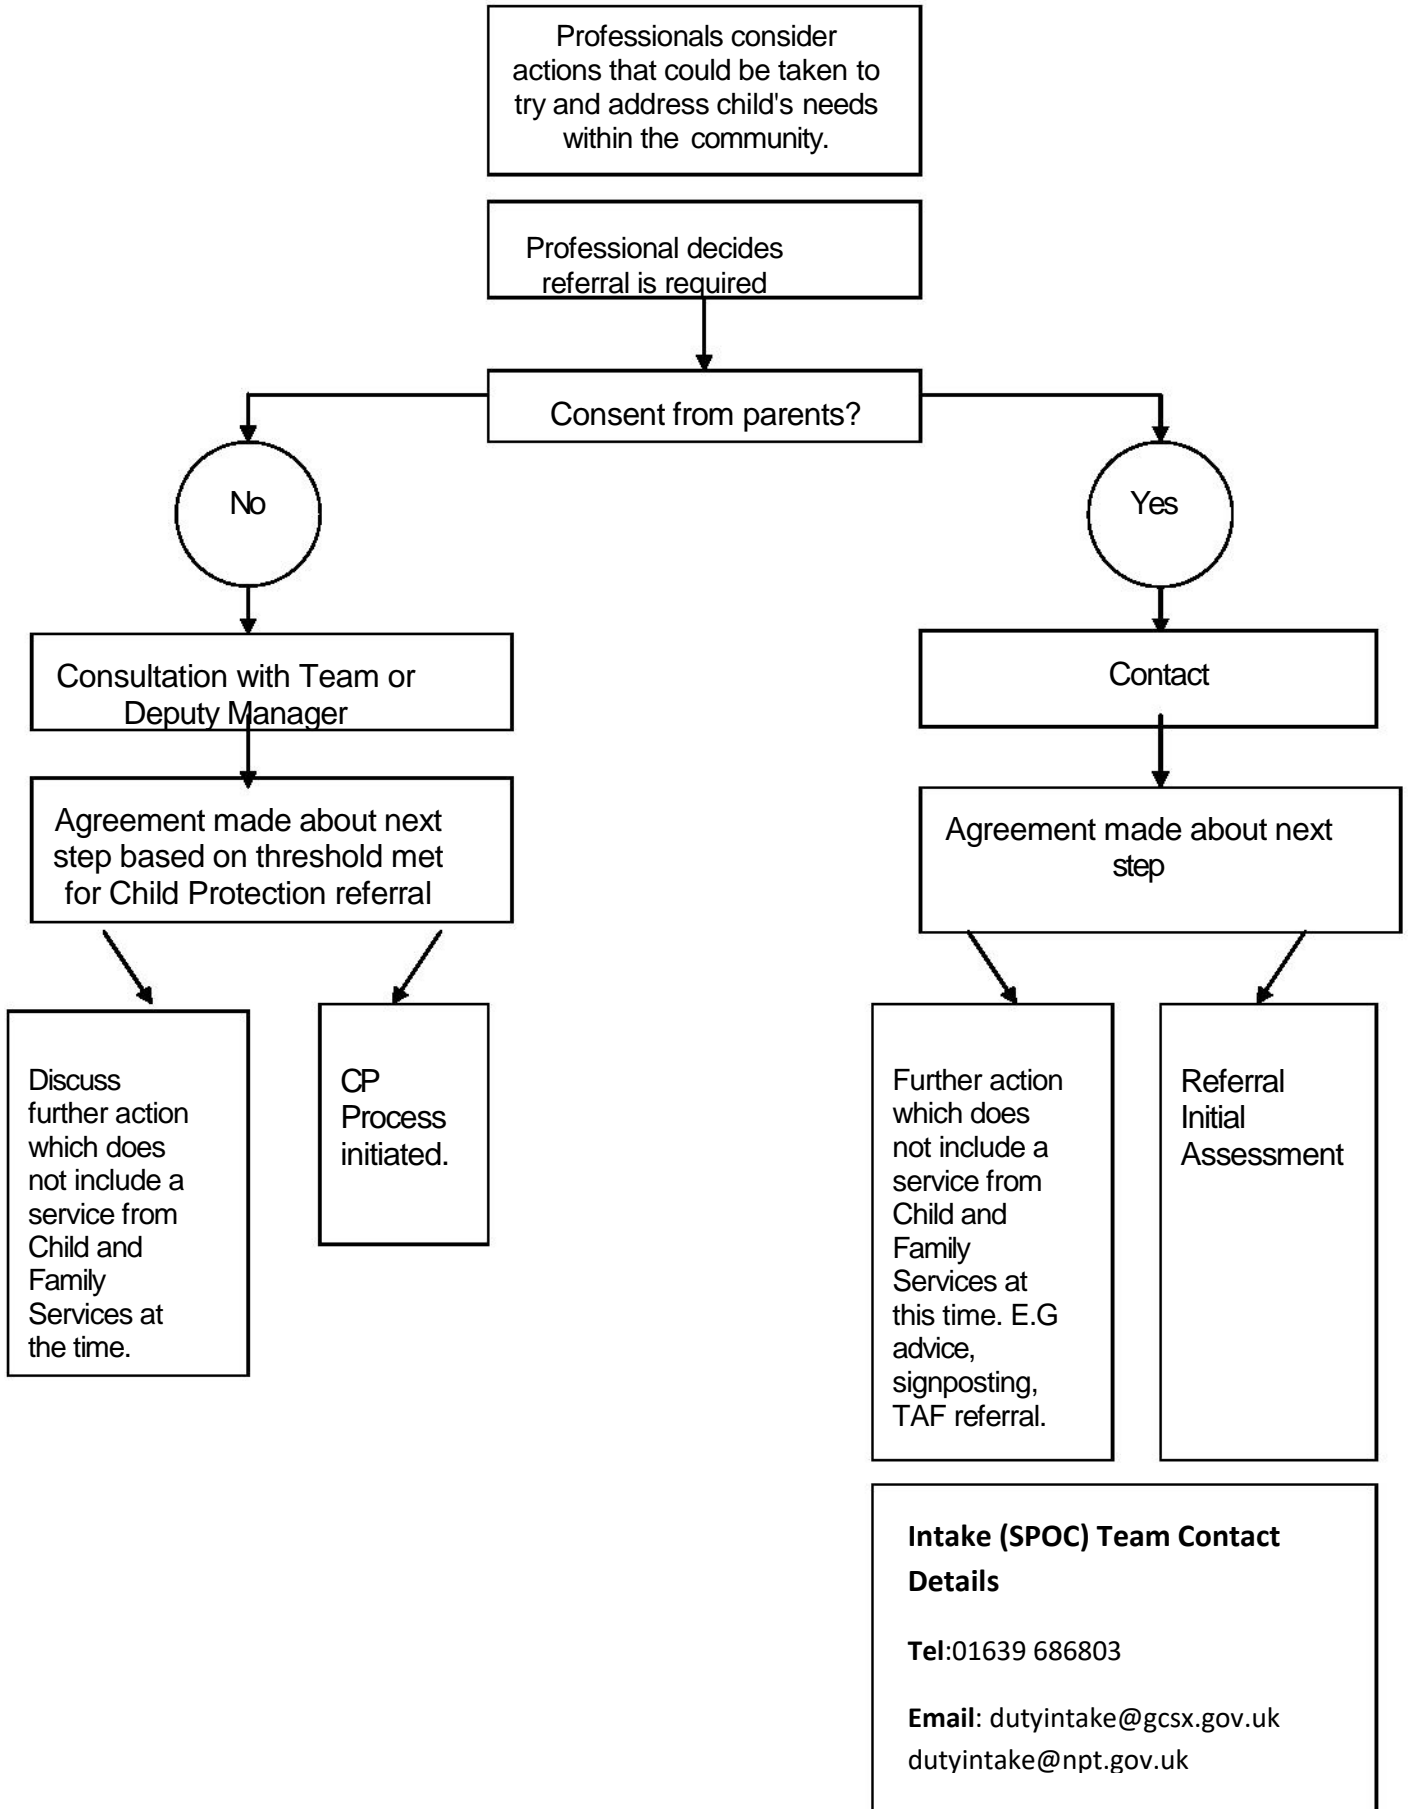 Professionals consider
actions that could be taken to
try and address child's needs
within the community.
Professional decides
referral is required
Consent from parents?
No
Yes
Consultation with Team or
Deputy Manager
Contact
Agreement made about next
step based on threshold met
for Child Protection referral
Agreement made about next
step
Discuss
further action
which does
not include a
service from
Child and
Family
Services at
the time.
CP
Process
initiated.
Further action
which does
not include a
service from
Child and
Family
Services at
this time. E.G
advice,
signposting,
TAF referral.
Referral
Initial
Assessment
Intake (SPOC) Team Contact
Details
Tel:01639 686803
Email: dutyintake@gcsx.gov.uk
dutyintake@npt.gov.uk